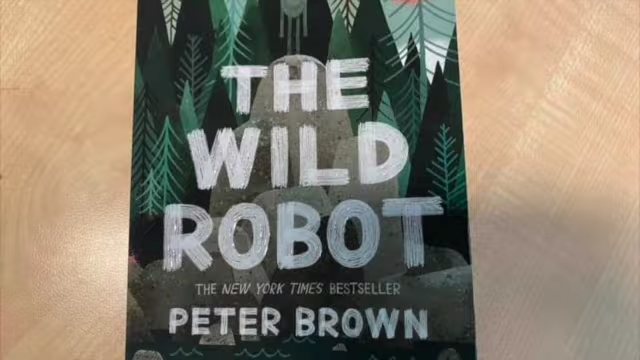 THE
WILD
ROBOT
THE NEW YORK TIMES BESTSELLER
PETER BROWN